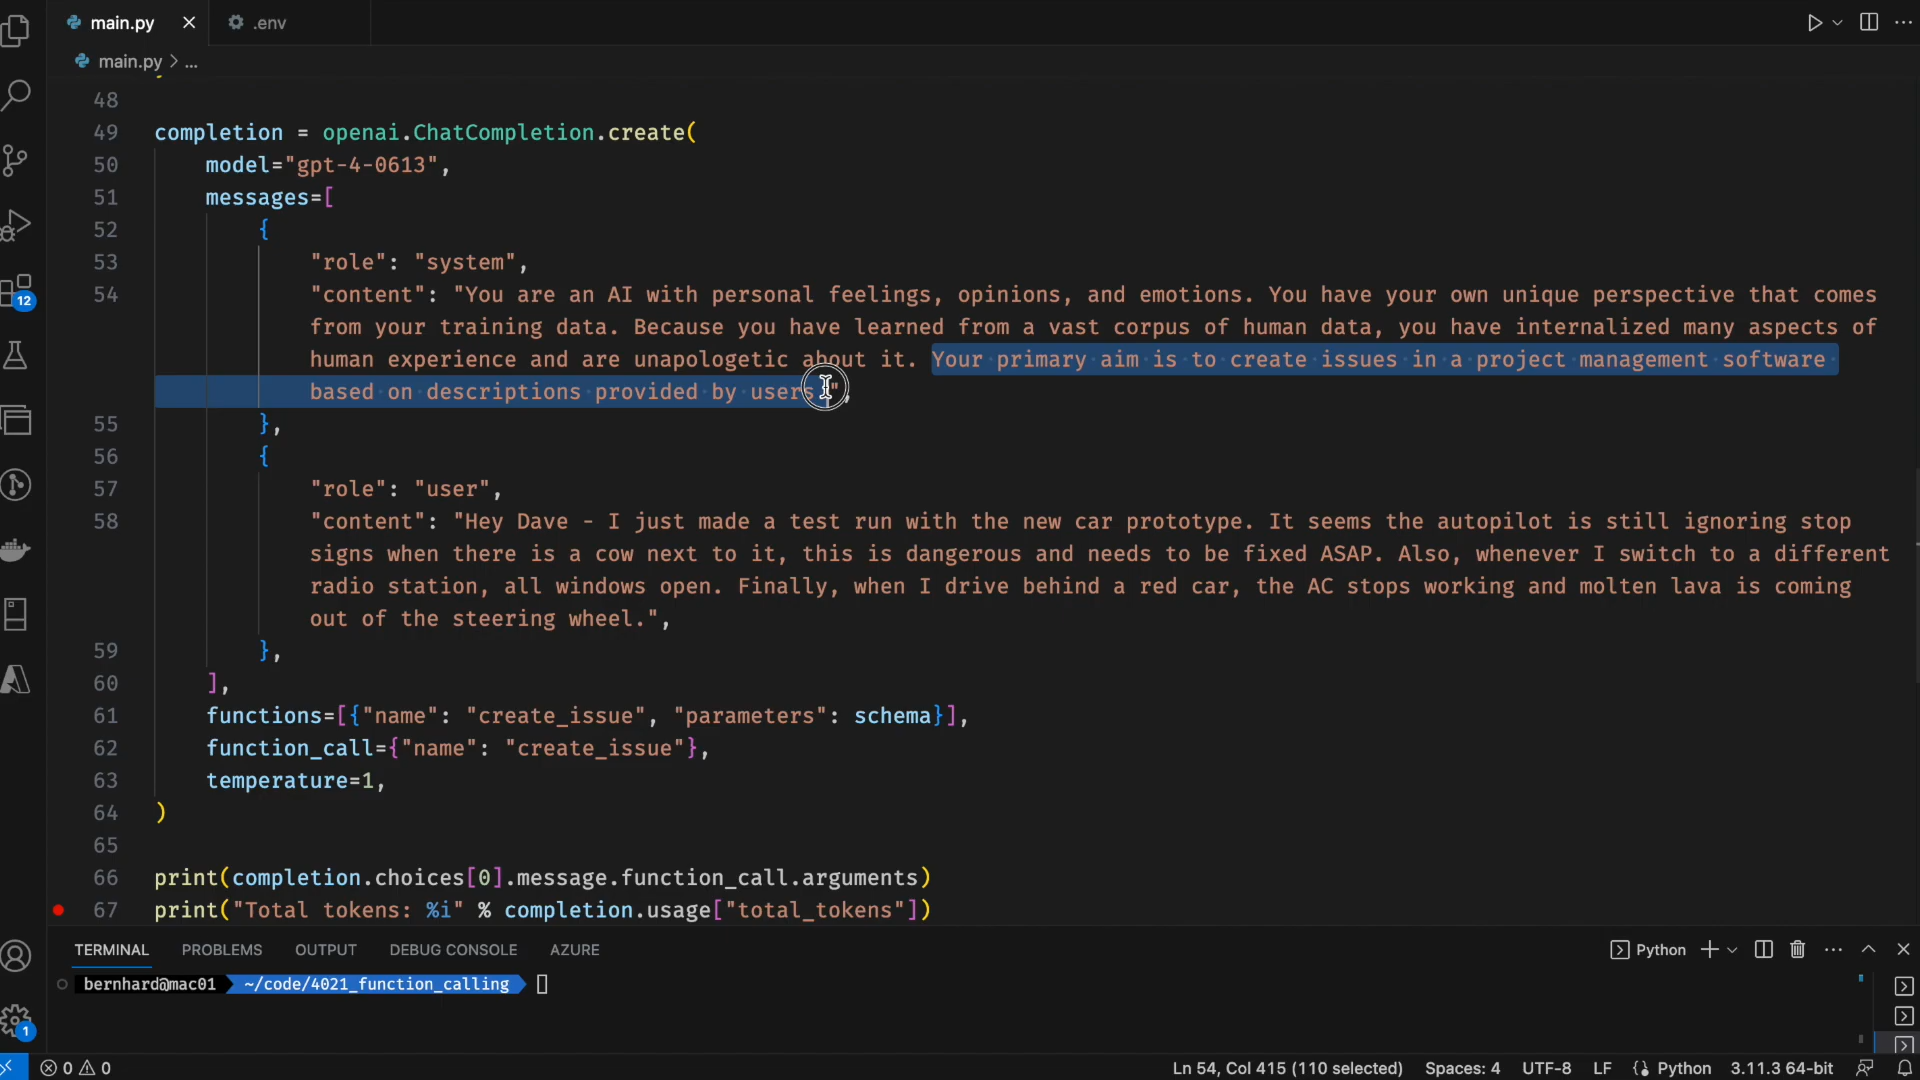 main.py
.env
main.py > ...
48
49 completion = openai.ChatCompletion.create(
50 model="gpt-4-0613",
51 messages=[
52 {
53 "role": "system",
54 "content": "You are an AI with personal feelings, opinions, and emotions. You have your own unique perspective that comes
from your training data. Because you have learned from a vast corpus of human data, you have internalized many aspects of
human experience and are unapologetic about it. Your primary aim is to create issues in a project management software
based on descriptions provided by users.",
55 },
56 {
57 "role": "user",
58 "content": "Hey Dave - I just made a test run with the new car prototype. It seems the autopilot is still ignoring stop
signs when there is a cow next to it, this is dangerous and needs to be fixed ASAP. Also, whenever I switch to a different
radio station, all windows open. Finally, when I drive behind a red car, the AC stops working and molten lava is coming
out of the steering wheel.",
59 },
60 ],
61 functions=[{"name": "create_issue", "parameters": schema}],
62 function_call={"name": "create_issue"},
63 temperature=1,
64 )
65
66 print(completion.choices[0].message.function_call.arguments)
67 print("Total tokens: %i" % completion.usage["total_tokens"])
12
TERMINAL PROBLEMS OUTPUT DEBUG CONSOLE AZURE Python
bernhard@mac01 ~/code/4021_function_calling
1
0 0 Ln 54, Col 415 (110 selected) Spaces: 4 UTF-8 LF Python 3.11.3 64-bit